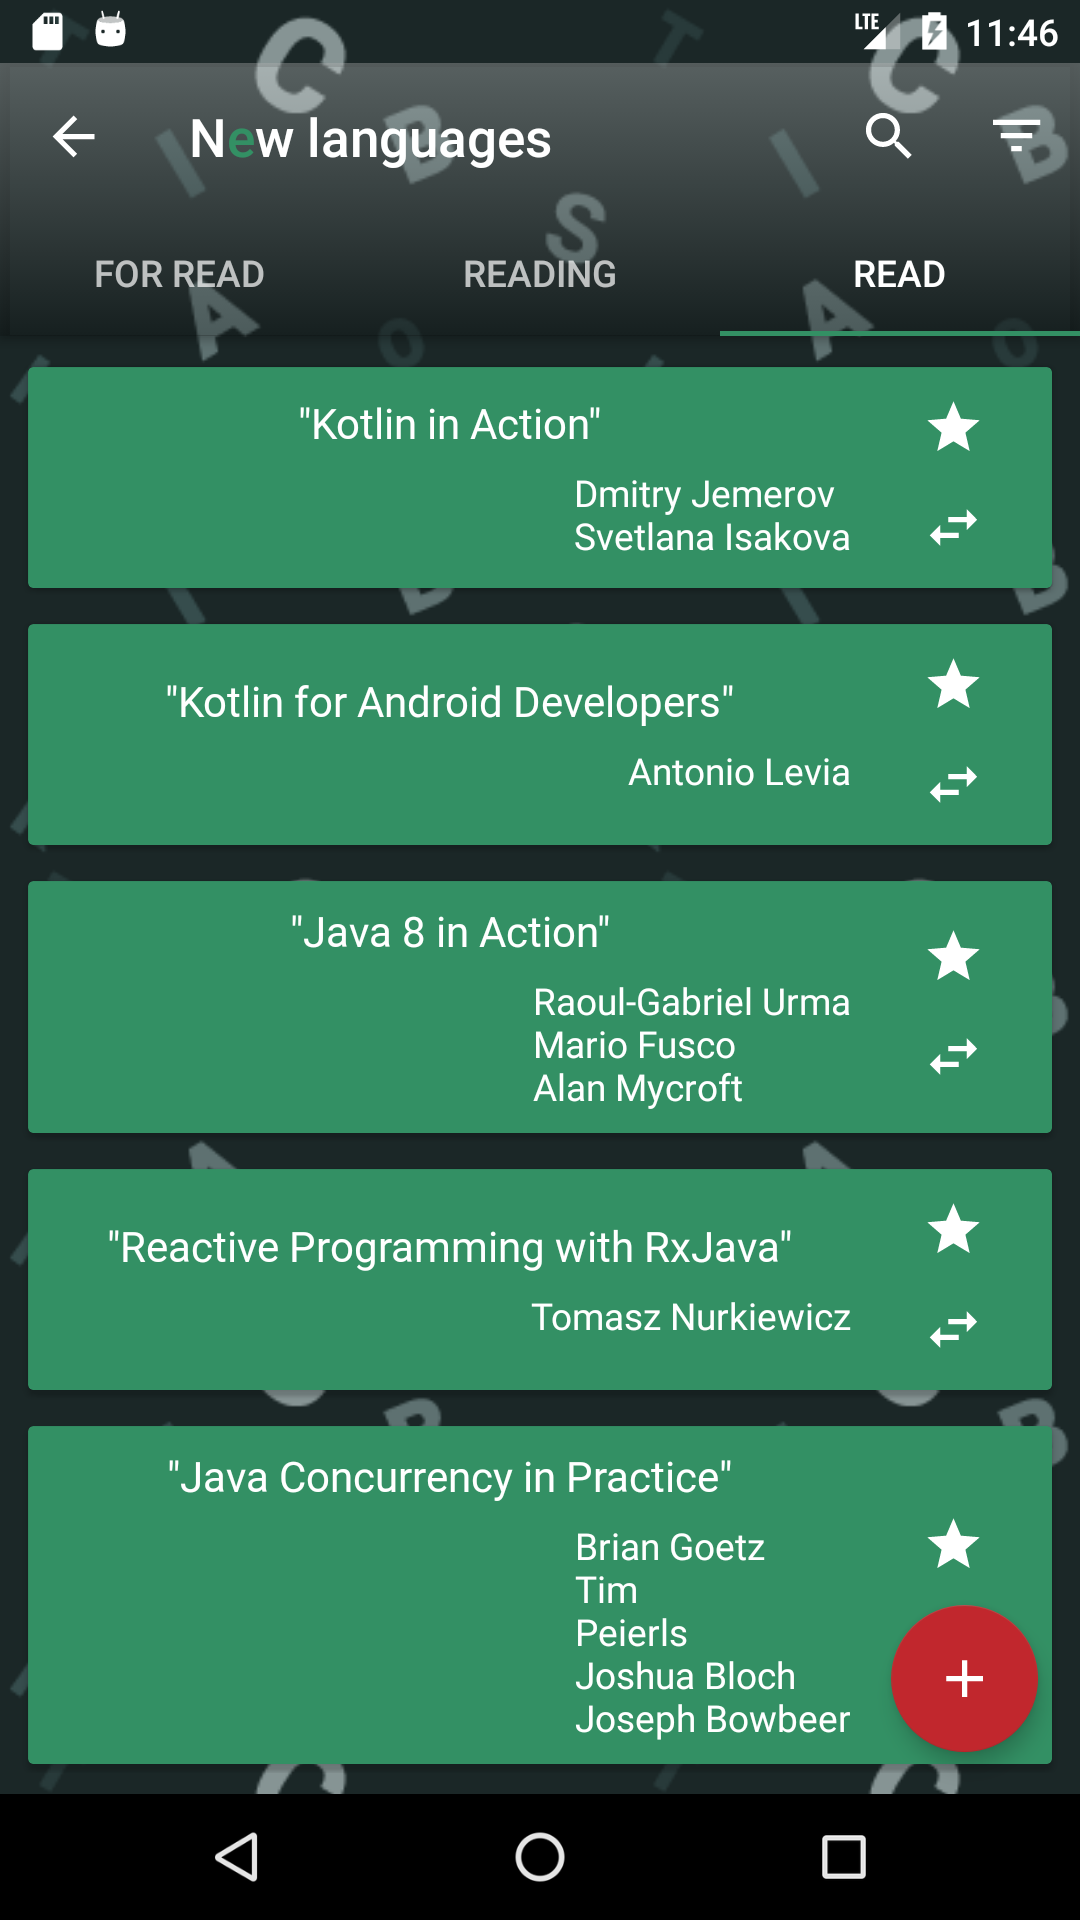 LTE 11:46
New languages
FOR READ READING READ
"Kotlin in Action"
Dmitry Jemerov
Svetlana Isakova
"Kotlin for Android Developers"
Antonio Levia
"Java 8 in Action"
Raoul-Gabriel Urma
Mario Fusco
Alan Mycroft
"Reactive Programming with RxJava"
Tomasz Nurkiewicz
"Java Concurrency in Practice"
Brian Goetz
Tim
Peierls
Joshua Bloch
Joseph Bowbeer